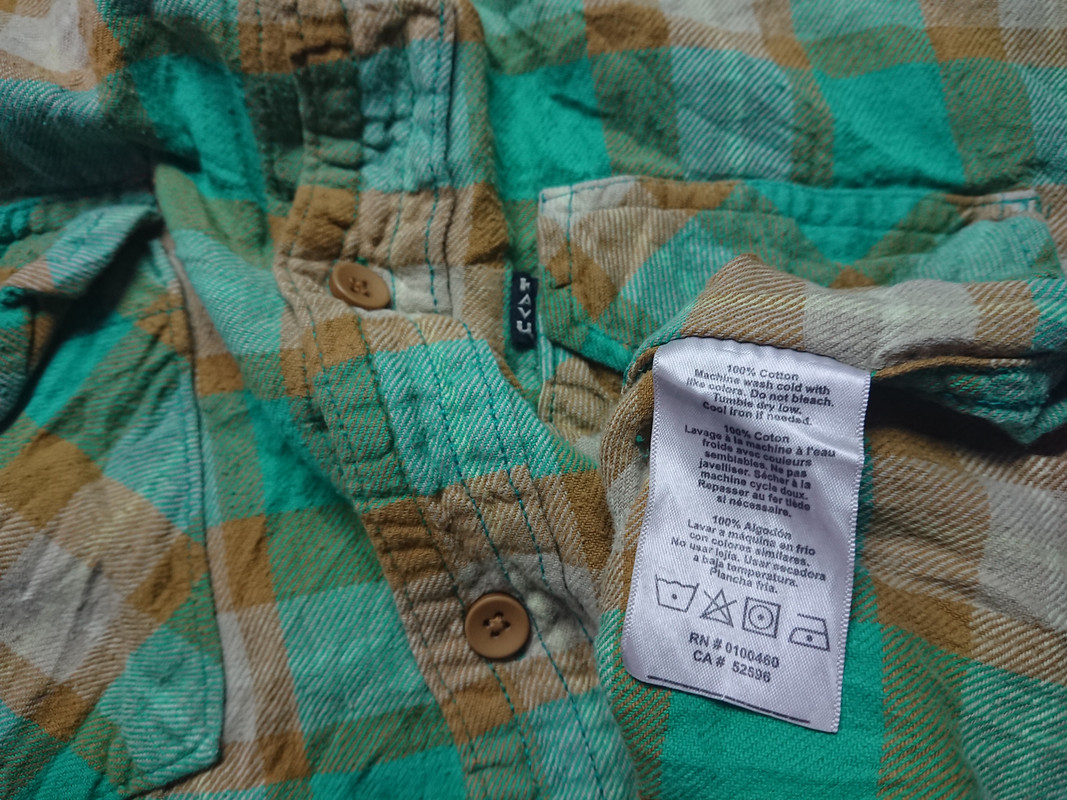 KAVU
100% Cotton
Machine wash cold with
like colors. Do not bleach.
Tumble dry low.
Cool iron if needed.
100% Coton
Lavage à la machine à l'eau
froide avec couleurs
semblables. Ne pas
javelliser. Sécher à la
machine cycle doux.
Repasser au fer tiède
si nécessaire.
100% Algodón
Lavar a máquina en frio
con colores similares.
No usar lejía. Usar secadora
a baja temperatura.
Plancha fria.
RN # 0100460
CA # 52596